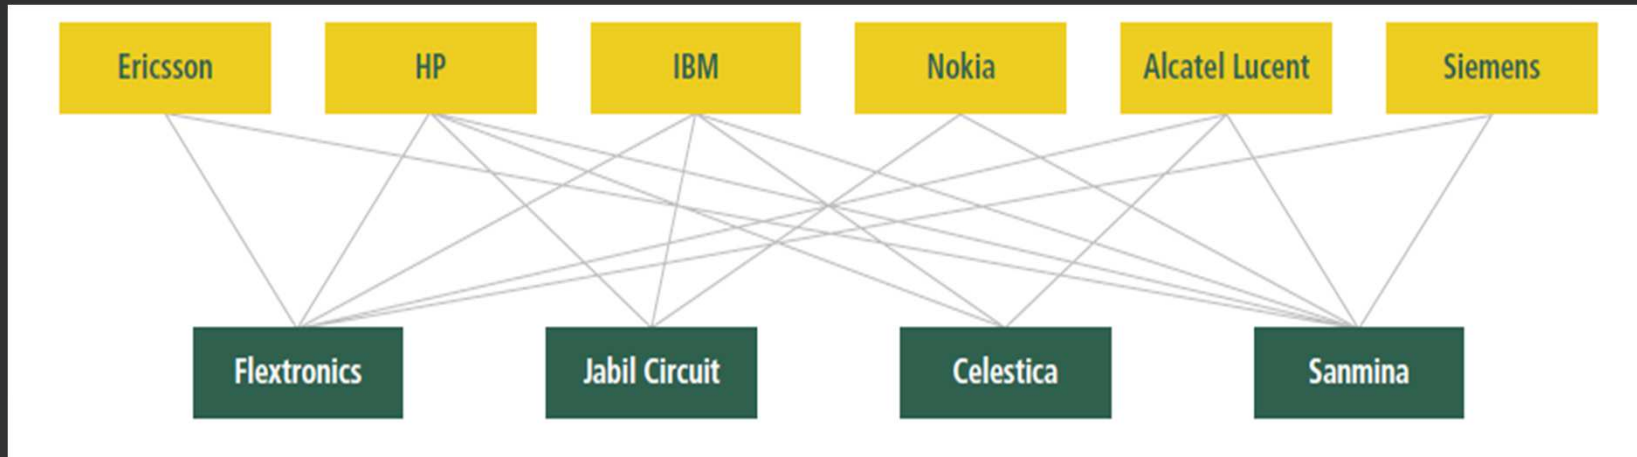 Ericsson
HP
IBM
Nokia
Alcatel Lucent
Siemens
Flextronics
Jabil Circuit
Celestica
Sanmina